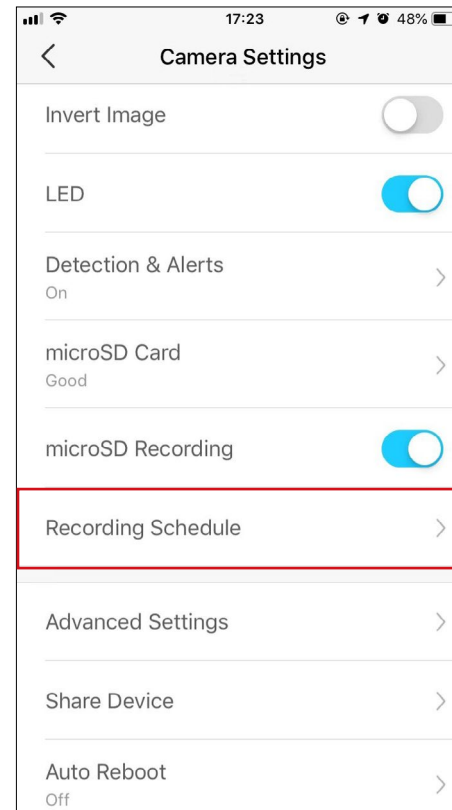 17:23
48%
Camera Settings
Invert Image
LED
Detection & Alerts
On
microSD Card
Good
microSD Recording
Recording Schedule
Advanced Settings
Share Device
Auto Reboot
Off